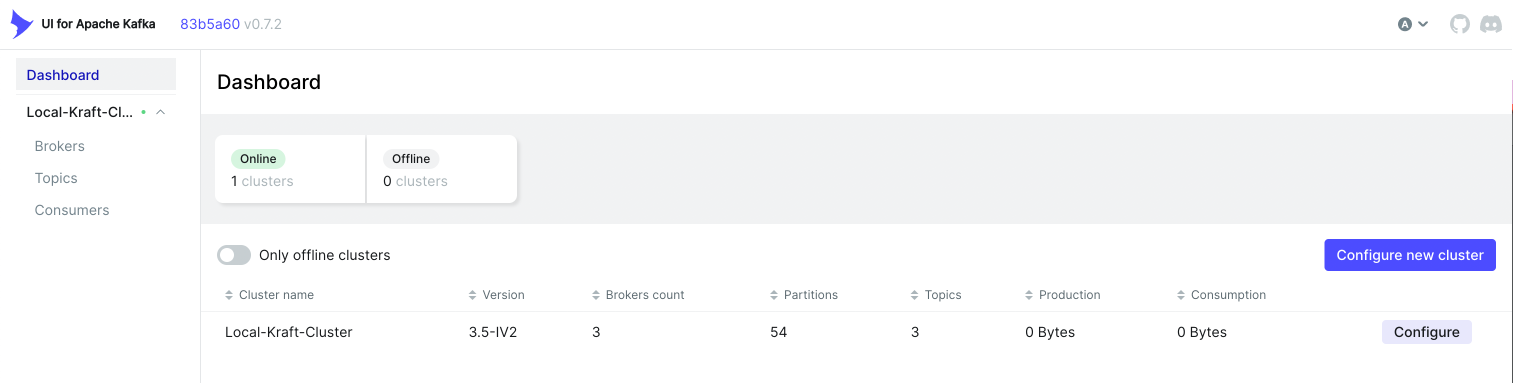 UI for Apache Kafka 83b5a60 v0.7.2 A
Dashboard
Local-Kraft-Cl...
Brokers
Topics
Consumers
Dashboard
Online
1 clusters
Offline
0 clusters
Only offline clusters
Configure new cluster
Cluster name Version Brokers count Partitions Topics Production Consumption
Local-Kraft-Cluster 3.5-IV2 3 54 3 0 Bytes 0 Bytes Configure